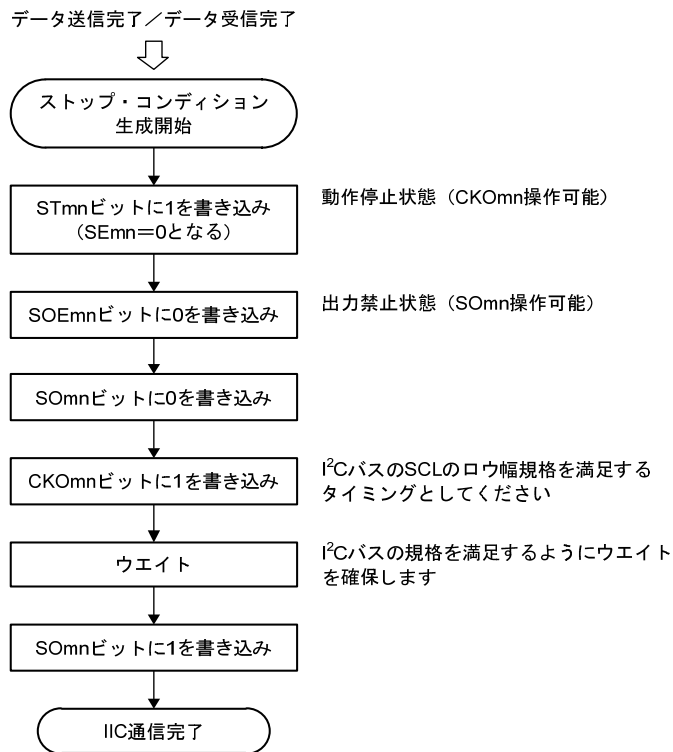 データ送信完了／データ受信完了
ストップ・コンディション
生成開始
STmnビットに1を書き込み
（SEmn＝0となる）
動作停止状態（CKOmn操作可能）
SOEmnビットに0を書き込み
出力禁止状態（SOmn操作可能）
SOmnビットに0を書き込み
CKOmnビットに1を書き込み
I²CバスのSCLのロウ幅規格を満足する
タイミングとしてください
ウエイト
I²Cバスの規格を満足するようにウエイト
を確保します
SOmnビットに1を書き込み
IIC通信完了